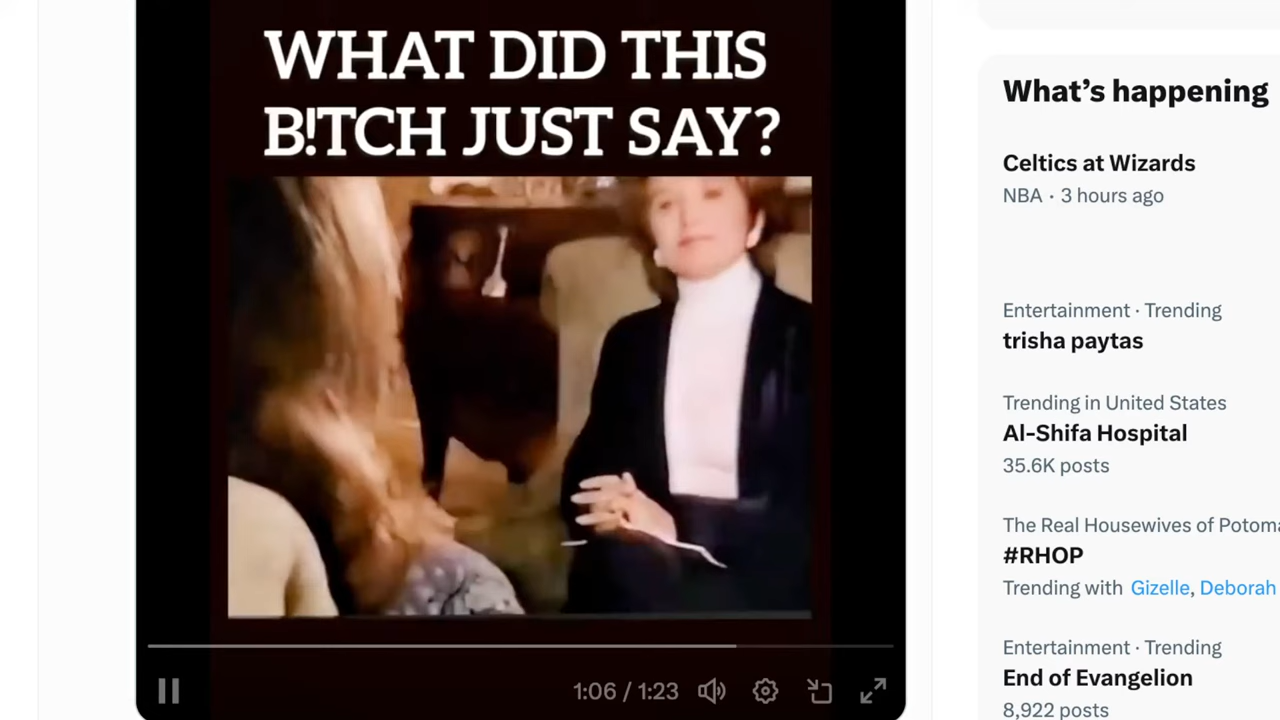 WHAT DID THIS
B!TCH JUST SAY?
1:06 / 1:23
What's happening
Celtics at Wizards
NBA · 3 hours ago
Entertainment · Trending
trisha paytas
Trending in United States
Al-Shifa Hospital
35.6K posts
The Real Housewives of Potoma
#RHOP
Trending with Gizelle, Deborah
Entertainment · Trending
End of Evangelion
8,922 posts